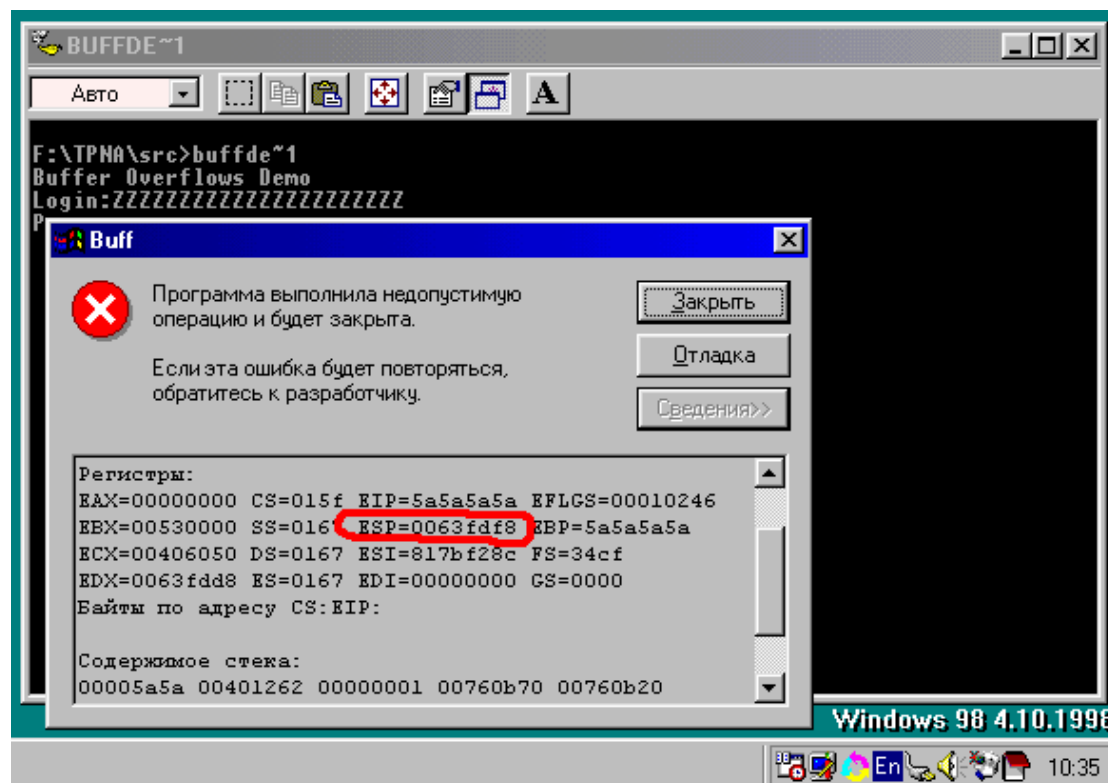 BUFFDE~1
Авто
A
F:\TPNA\src>buffde~1
Buffer Overflows Demo
Login:ZZZZZZZZZZZZZZZZZZZZZZ
P
Buff
Программа выполнила недопустимую
операцию и будет закрыта.
Если эта ошибка будет повторяться,
обратитесь к разработчику.
Закрыть
Отладка
Сведения>>
Регистры:
EAX=00000000 CS=015f EIP=5a5a5a5a EFLGS=00010246
EBX=00530000 SS=0167 ESP=0063fdf8 EBP=5a5a5a5a
ECX=00406050 DS=0167 ESI=817bf28c FS=34cf
EDX=0063fdd8 ES=0167 EDI=00000000 GS=0000
Байты по адресу CS:EIP:
Содержимое стека:
00005a5a 00401262 00000001 00760b70 00760b20
Windows 98 4.10.1998
En
10:35